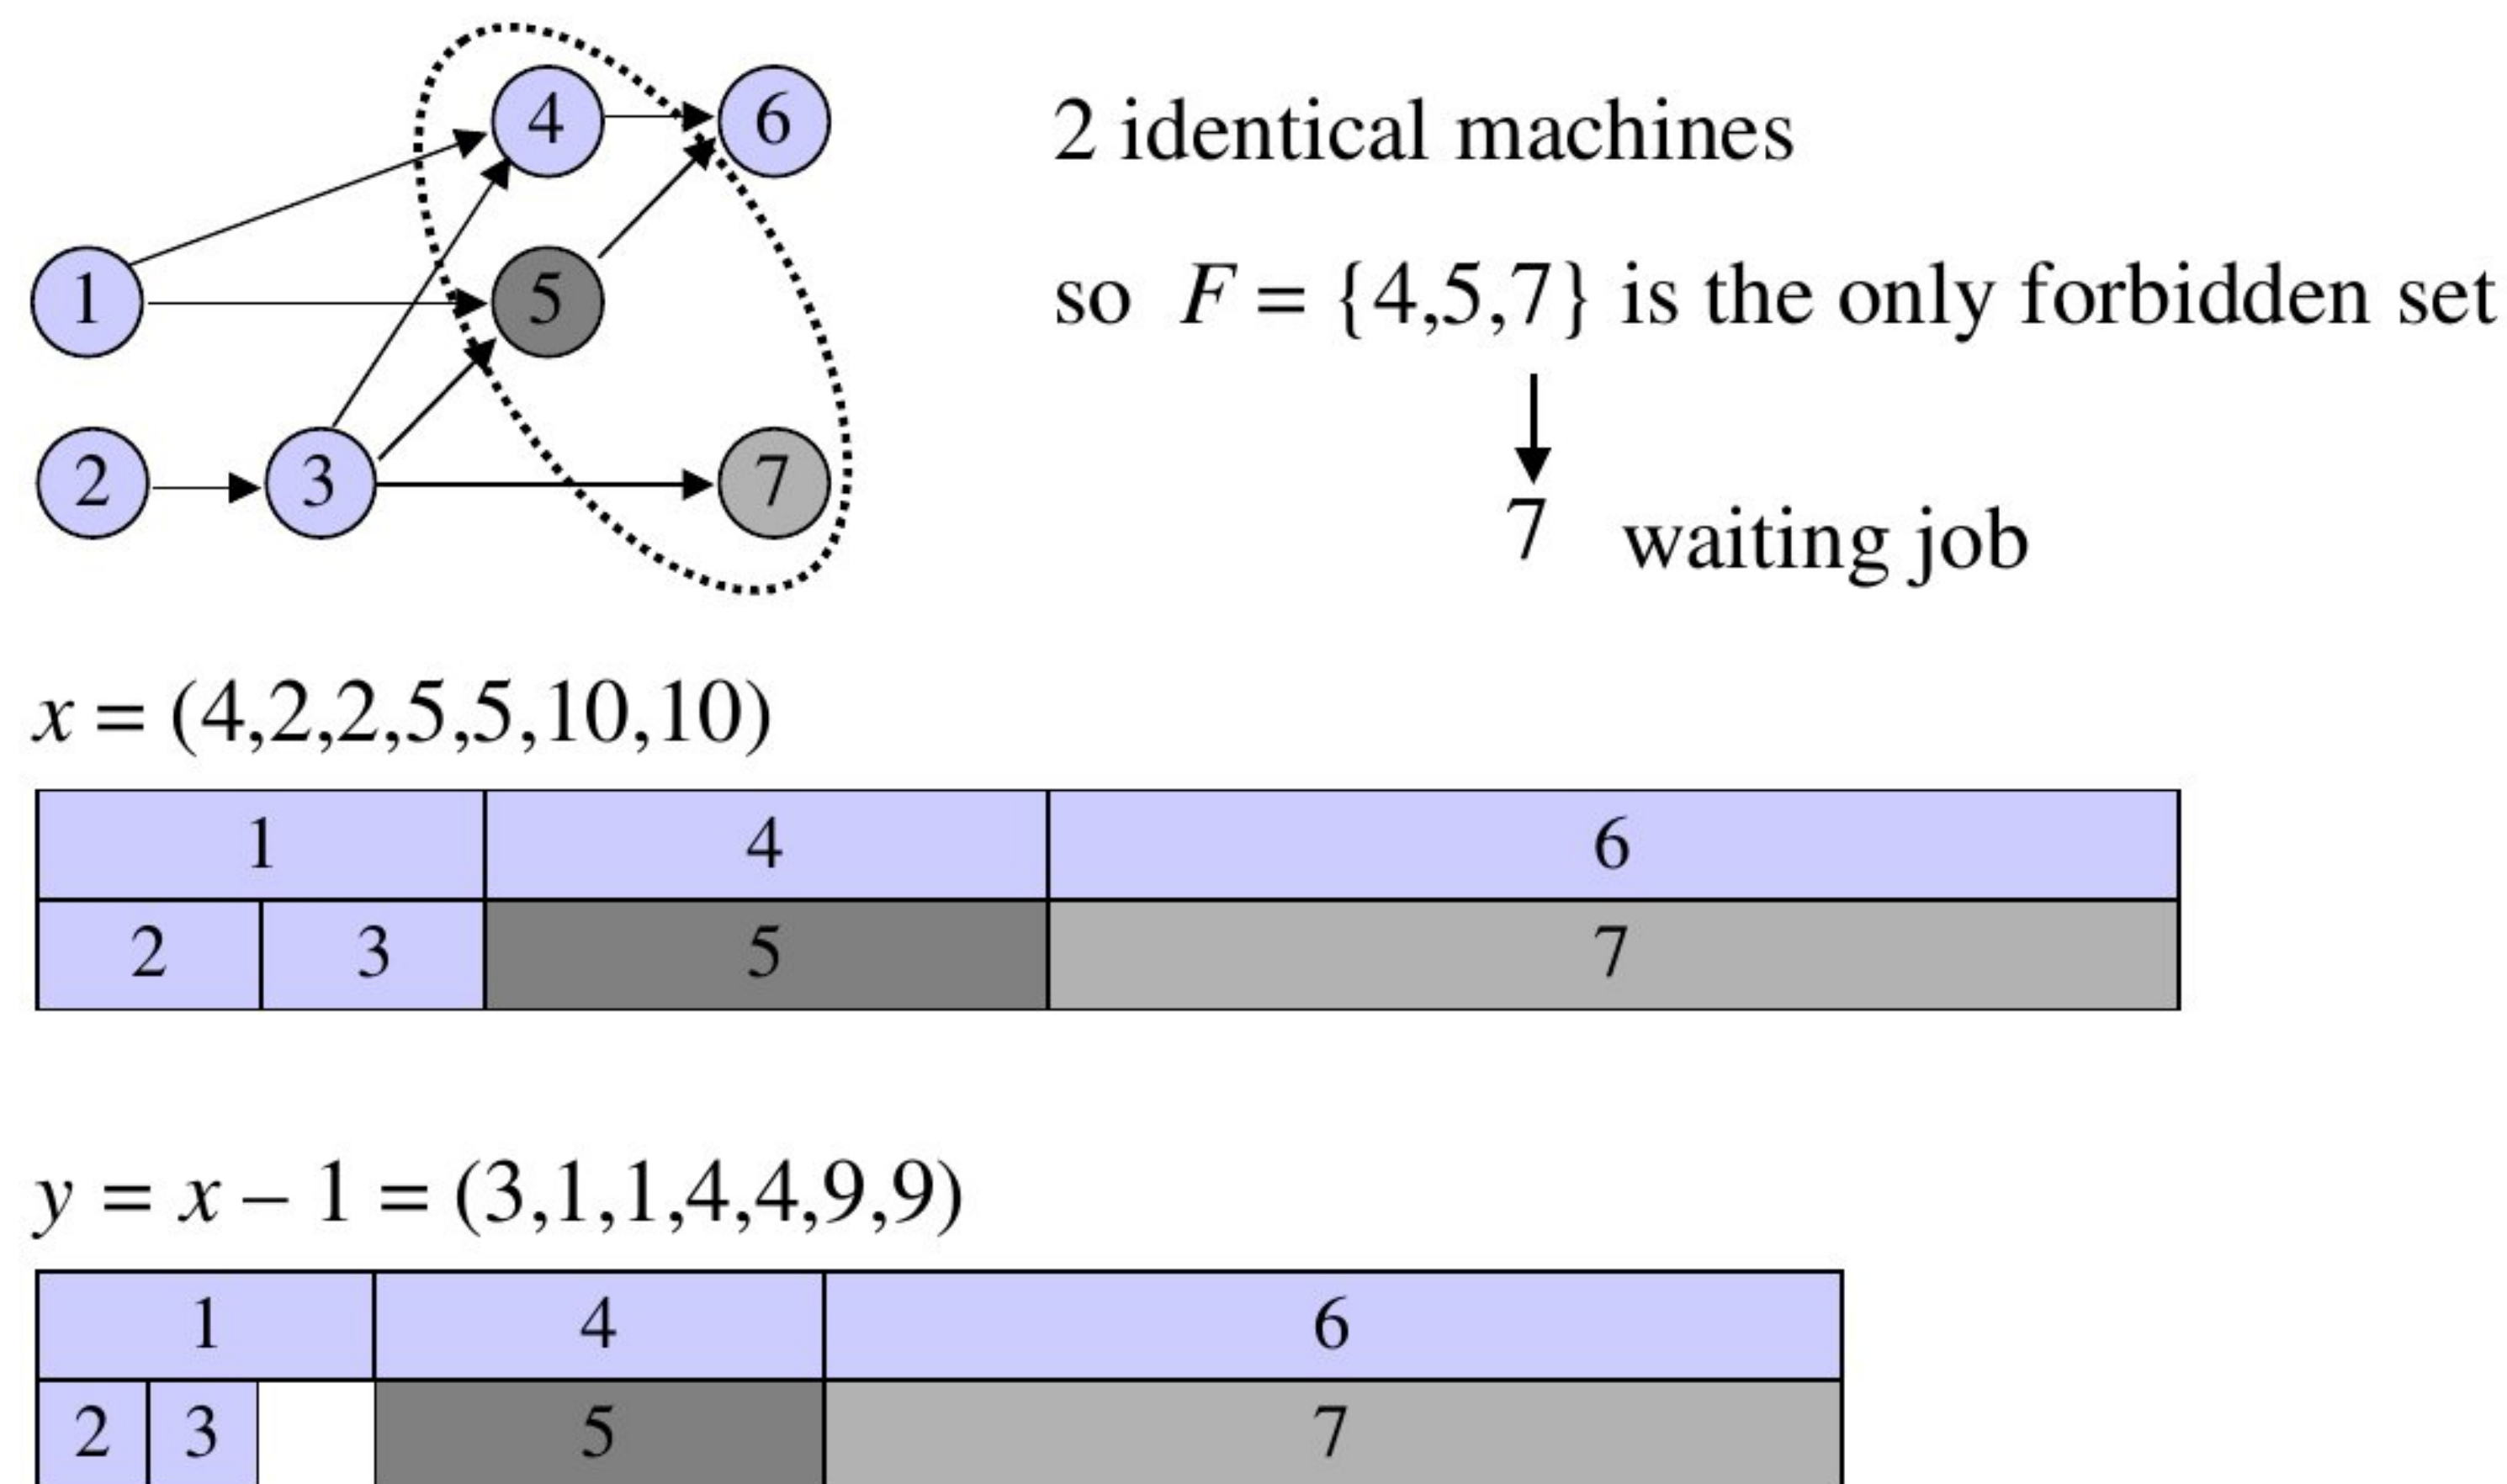 4 6
2 identical machines
1 5
so F = {4,5,7} is the only forbidden set
2 3 7
7 waiting job
x = (4,2,2,5,5,10,10)
1 4 6
2 3 5 7
y = x – 1 = (3,1,1,4,4,9,9)
1 4 6
2 3 5 7